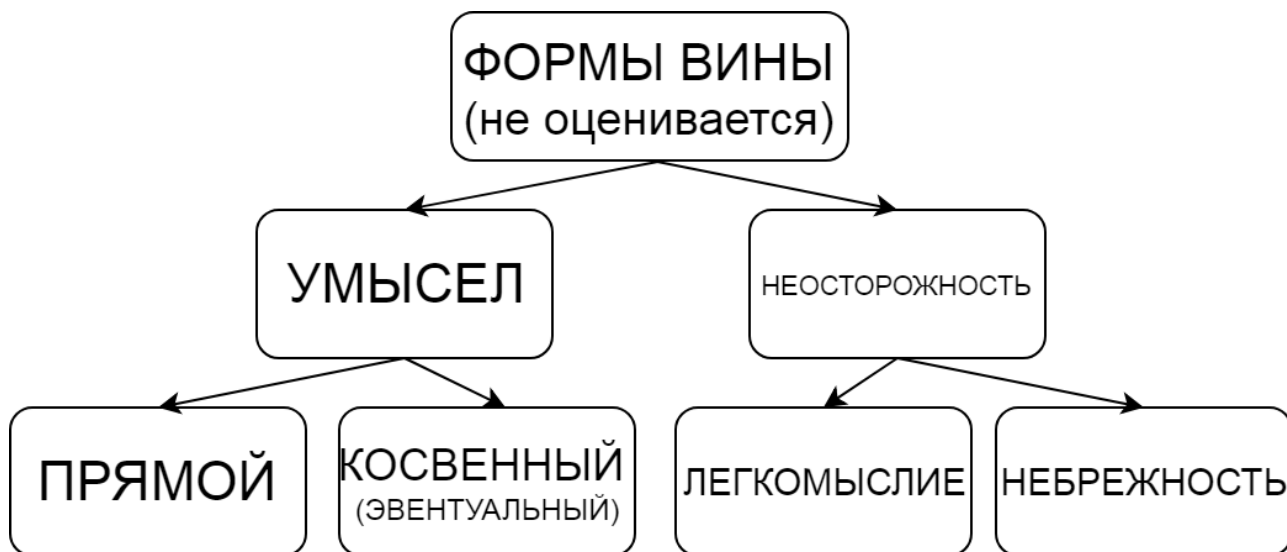 ФОРМЫ ВИНЫ
(не оценивается)
УМЫСЕЛ
НЕОСТОРОЖНОСТЬ
ПРЯМОЙ
КОСВЕННЫЙ
(ЭВЕНТУАЛЬНЫЙ)
ЛЕГКОМЫСЛИЕ
НЕБРЕЖНОСТЬ